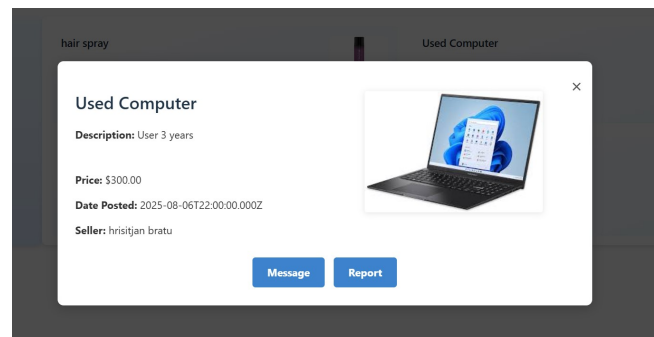 hair spray
Used Computer
×
Used Computer
Description: User 3 years
Price: $300.00
Date Posted: 2025-08-06T22:00:00.000Z
Seller: hrisitjan bratu
Message
Report